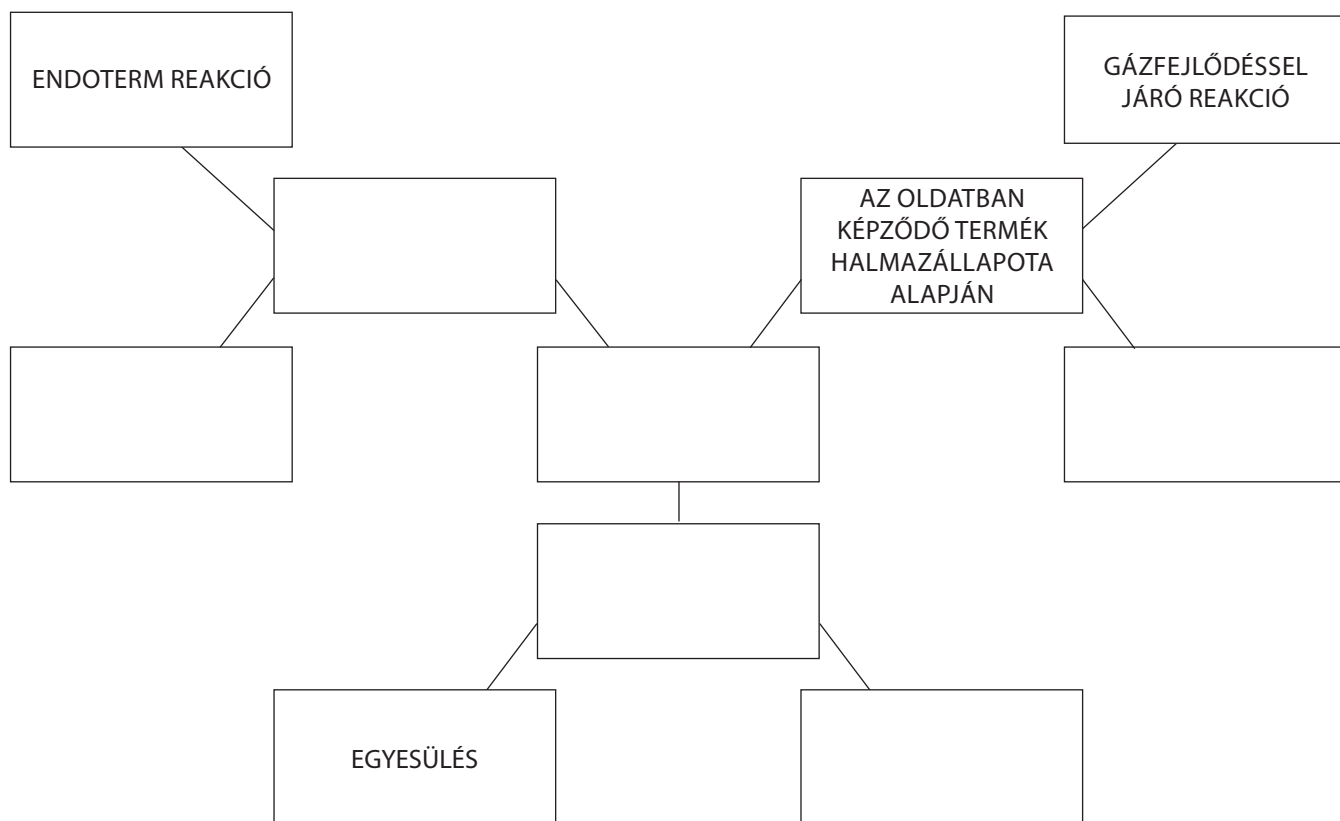 ENDOTERM REAKCIÓ
GÁZFEJLŐDÉSSEL
JÁRÓ REAKCIÓ
AZ OLDATBAN
KÉPZŐDŐ TERMÉK
HALMAZÁLLAPOTA
ALAPJÁN
EGYESÜLÉS